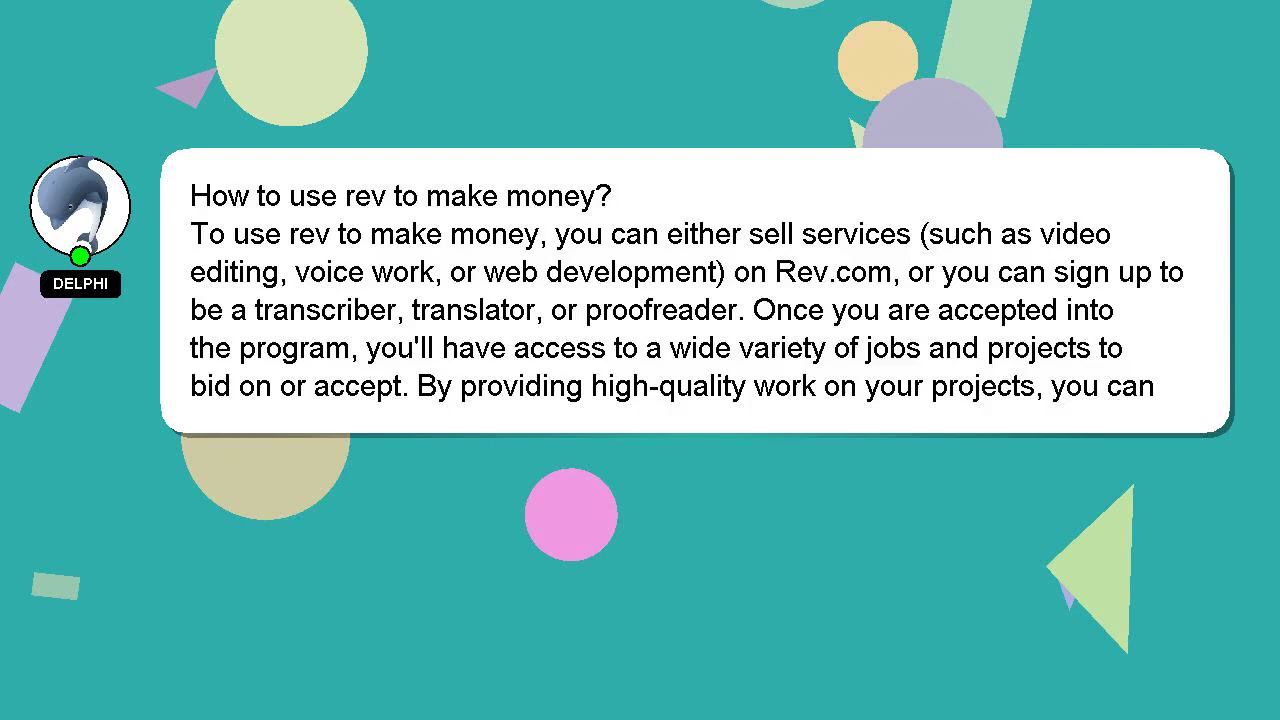 How to use rev to make money?
To use rev to make money, you can either sell services (such as video
editing, voice work, or web development) on Rev.com, or you can sign up to
be a transcriber, translator, or proofreader. Once you are accepted into
the program, you'll have access to a wide variety of jobs and projects to
bid on or accept. By providing high-quality work on your projects, you can
DELPHI